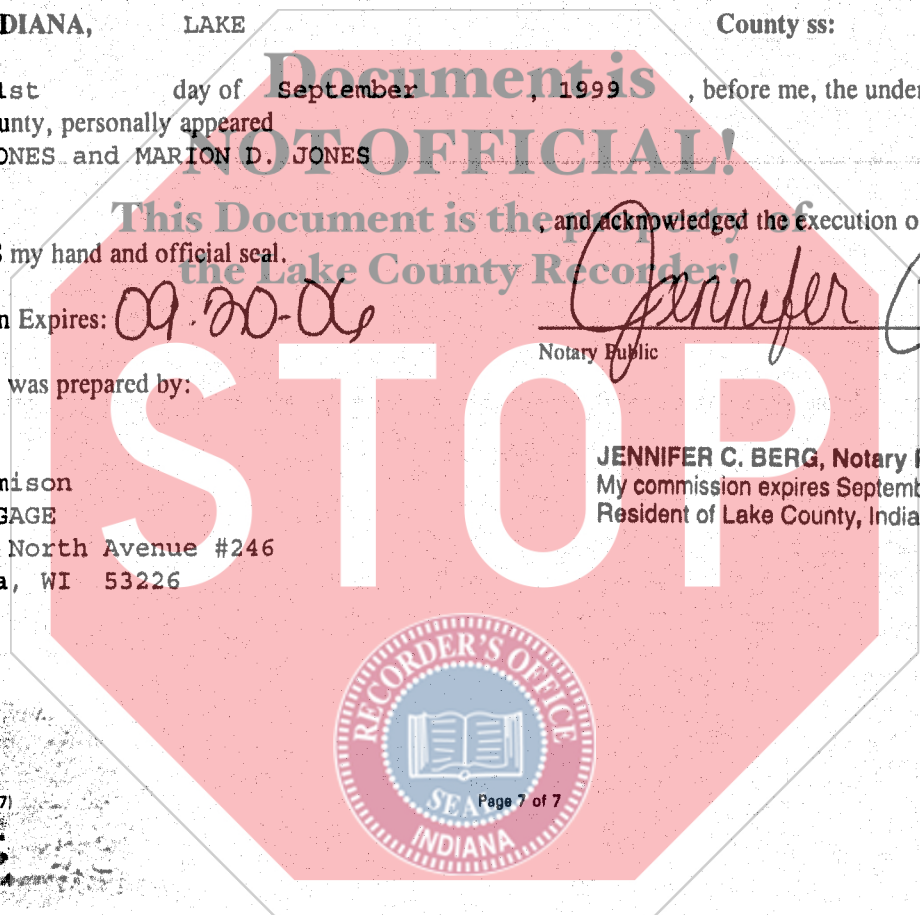 DIANA, LAKE County ss:
1st day of September , 1999 , before me, the under
unty, personally appeared
ONES and MARION D. JONES
, and acknowledged the execution o
my hand and official seal.
n Expires: 09.20-06
Jennifer C
Notary Public
was prepared by:
JENNIFER C. BERG, Notary P
My commission expires Septemb
Resident of Lake County, India
mison
GAGE
North Avenue #246
a, WI 53226
Page 7 of 7
7)
Document is
NOT OFFICIAL!
This Document is the property of
the Lake County Recorder!
STOP
RECORDER'S OFFICE
SEAL
INDIANA